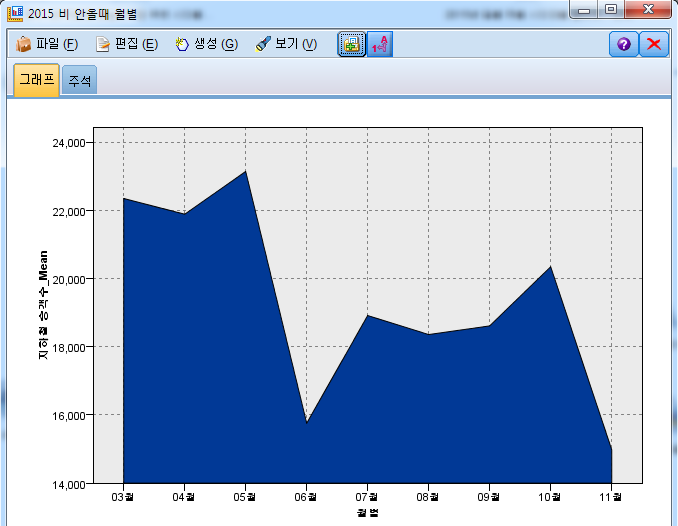 2015 비 안올때 월별
파일 (F) 편집 (E) 생성 (G) 보기 (V)
그래프 주석
24,000
22,000
20,000
18,000
16,000
14,000
지하철 승객수_Mean
03월 04월 05월 06월 07월 08월 09월 10월 11월
월별